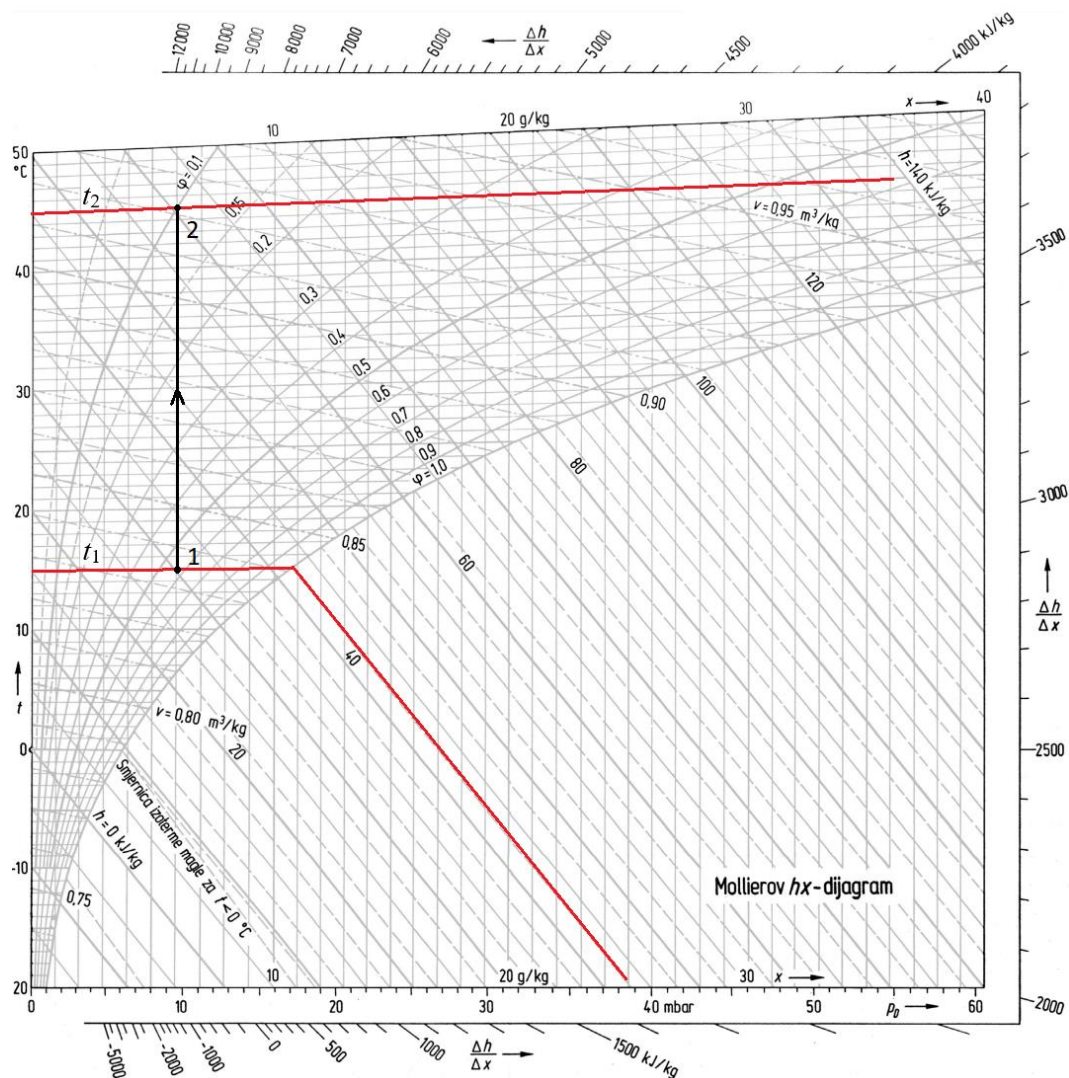 12000 10000 9000 8000 7000 6000 Δh/Δx 5000 4500 4000 kJ/kg
10 20 g/kg 30 x 40
50
°C
φ=0,1
h=140 kJ/kg
t2
0,15
2
0,2
v=0,95 m³/kg
3500
40
120
0,3
0,4
0,5
30
0,6
100
0,7
0,90
0,8
0,9
φ=1,0
80
20
3000
0,85
t1
1
60
Δh/Δx
10
40
t
v=0,80 m³/kg
20
0
2500
Smjernica izoterme magle za t<0 °C
h=0 kJ/kg
-10
Mollierov hx-dijagram
0,75
10 20 g/kg 30 x
20
0 10 20 30 40 mbar 50 pD 60
2000
-5000 -2000 -1000 0 500 1000 Δh/Δx 1500 kJ/kg